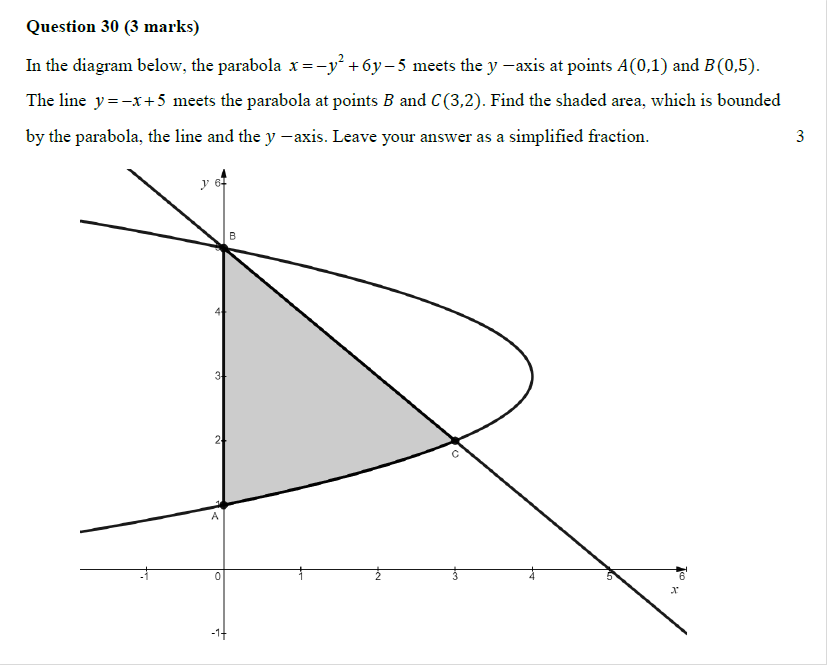 Question 30 (3 marks)
In the diagram below, the parabola x = −y² + 6y − 5 meets the y −axis at points A(0,1) and B(0,5).
The line y = −x + 5 meets the parabola at points B and C(3,2). Find the shaded area, which is bounded
by the parabola, the line and the y −axis. Leave your answer as a simplified fraction. 3
y 6
B
5
4
3
2
C
1
A
-1 0 1 2 3 4 5 6
x
-1